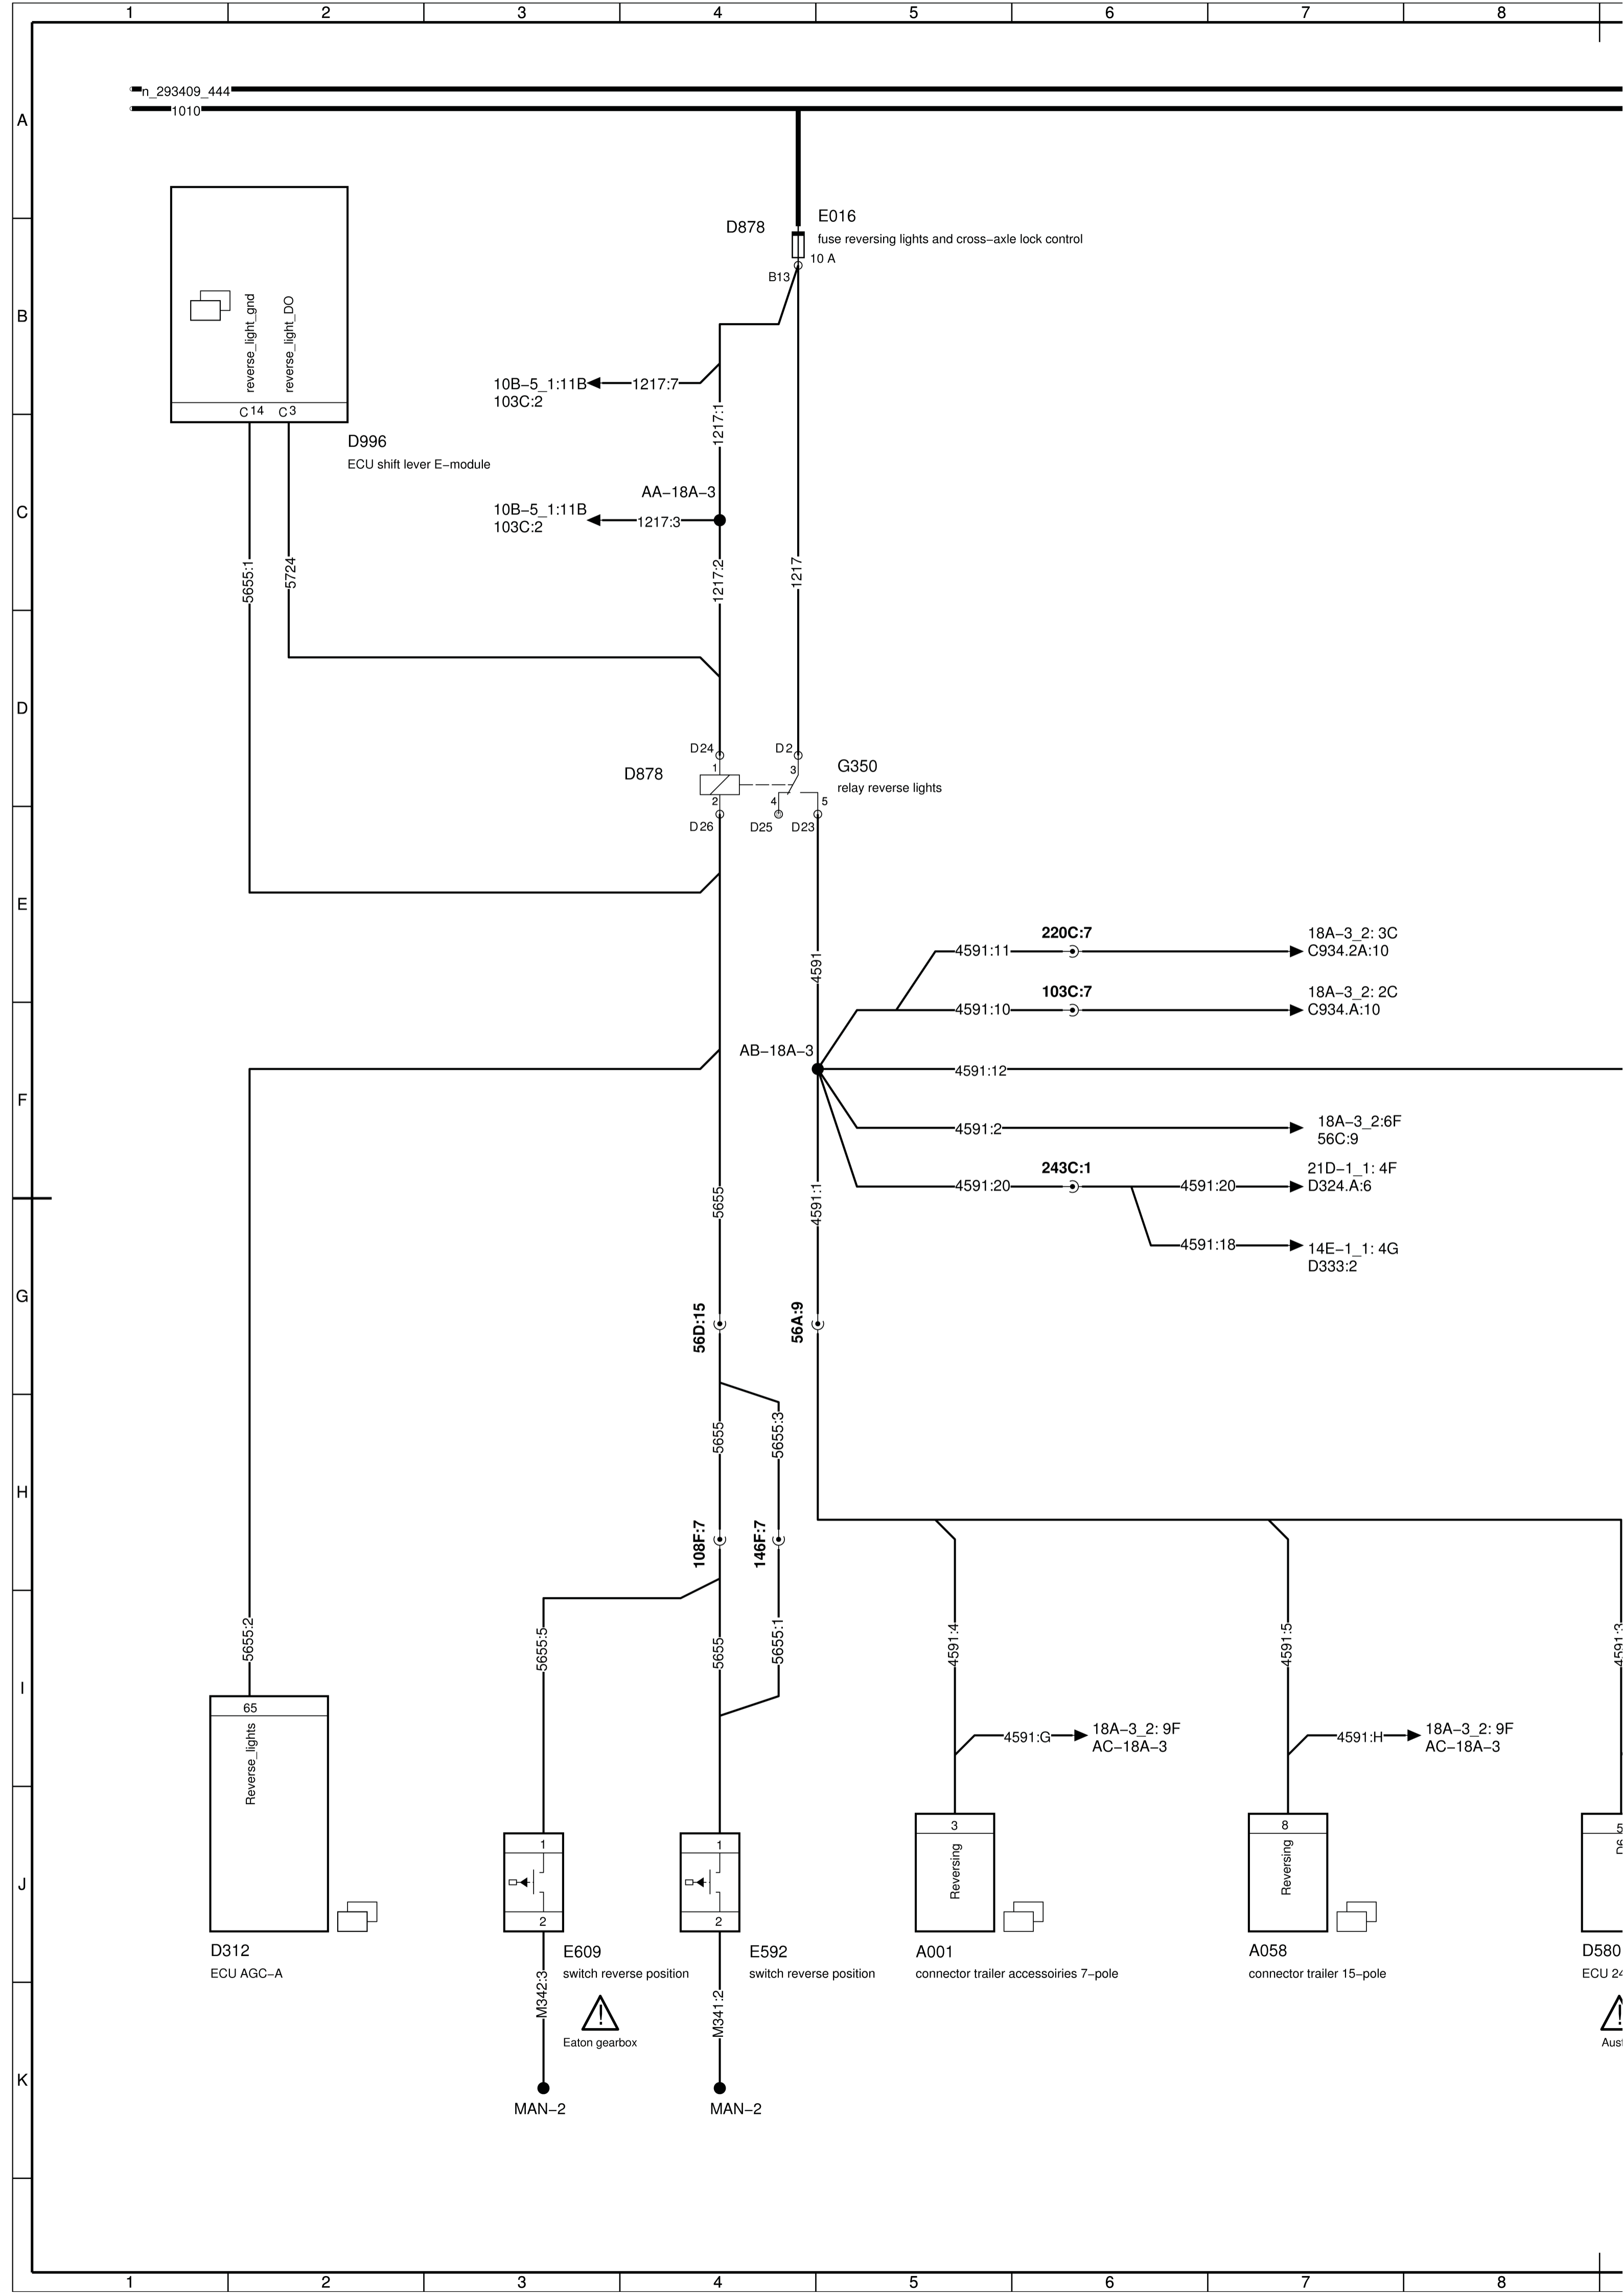 1 2 3 4 5 6 7 8
n_293409_444
1010
A
E016
D878
fuse reversing lights and cross−axle lock control
10 A
B13
B
reverse_light_gnd
reverse_light_DO
C 14 C 3
D996
ECU shift lever E−module
10B−5_1:11B
103C:2
1217:7
1217:1
AA−18A−3
C
10B−5_1:11B
103C:2
1217:3
5655:1
5724
1217:2
1217
D
D24
D2
D878
1
3
G350
relay reverse lights
2
4
5
D26
D25
D23
E
4591
4591:11
220C:7
18A−3_2: 3C
C934.2A:10
4591:10
103C:7
18A−3_2: 2C
C934.A:10
AB−18A−3
4591:12
F
4591:2
18A−3_2:6F
56C:9
4591:20
243C:1
4591:20
21D−1_1: 4F
D324.A:6
5655
4591:1
4591:18
14E−1_1: 4G
D333:2
G
56D:15
56A:9
5655
5655:3
H
108F:7
146F:7
5655:2
5655:5
5655
5655:1
4591:4
4591:5
4591:3
I
65
Reverse_lights
4591:G
18A−3_2: 9F
AC−18A−3
4591:H
18A−3_2: 9F
AC−18A−3
1
1
3
8
5
Reversing
Reversing
J
2
2
D312
ECU AGC−A
E609
switch reverse position
E592
switch reverse position
A001
connector trailer accessoiries 7−pole
A058
connector trailer 15−pole
D580
ECU 24
M342:3
M341:2
Eaton gearbox
Aust
K
MAN−2
MAN−2
1 2 3 4 5 6 7 8